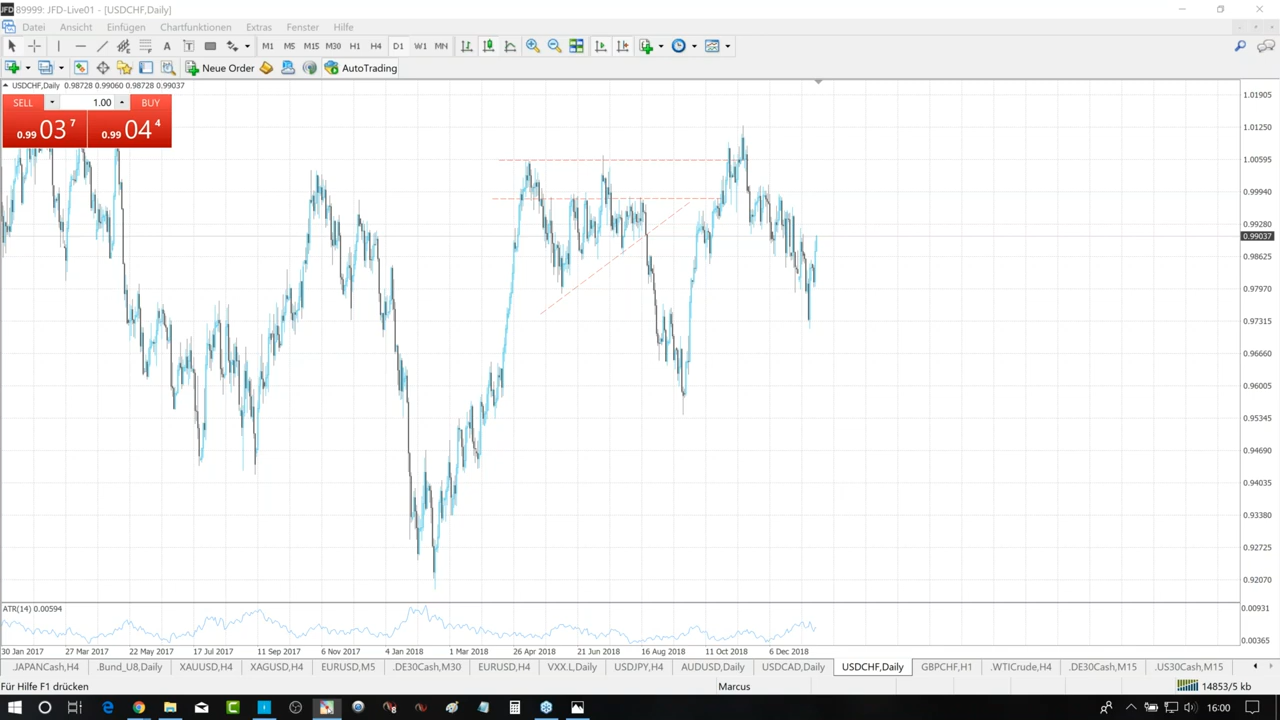 JFD 89999: JFD-Live01 - [USDCHF,Daily]
Datei Ansicht Einfügen Chartfunktionen Extras Fenster Hilfe
A T M1 M5 M15 M30 H1 H4 D1 W1 MN
Neue Order AutoTrading
USDCHF,Daily 0.98728 0.99060 0.98728 0.99037
SELL 1.00 BUY
0.99 03 7 0.99 04 4
1.01905
1.01250
1.00595
0.99940
0.99280
0.99037
0.98625
0.97970
0.97315
0.96660
0.96005
0.95345
0.94690
0.94035
0.93380
0.92725
0.92070
ATR(14) 0.00594
0.00931
0.00365
30 Jan 2017 27 Mar 2017 22 May 2017 17 Jul 2017 11 Sep 2017 6 Nov 2017 4 Jan 2018 1 Mar 2018 26 Apr 2018 21 Jun 2018 16 Aug 2018 11 Oct 2018 6 Dec 2018
.JAPANCash,H4 .Bund_U8,Daily XAUUSD,H4 XAGUSD,H4 EURUSD,M5 .DE30Cash,M30 EURUSD,H4 VXX.L,Daily USDJPY,H4 AUDUSD,Daily USDCAD,Daily USDCHF,Daily GBPCHF,H1 .WTICrude,H4 .DE30Cash,M15 .US30Cash,M15
Für Hilfe F1 drücken Marcus 14853/5 kb
16:00